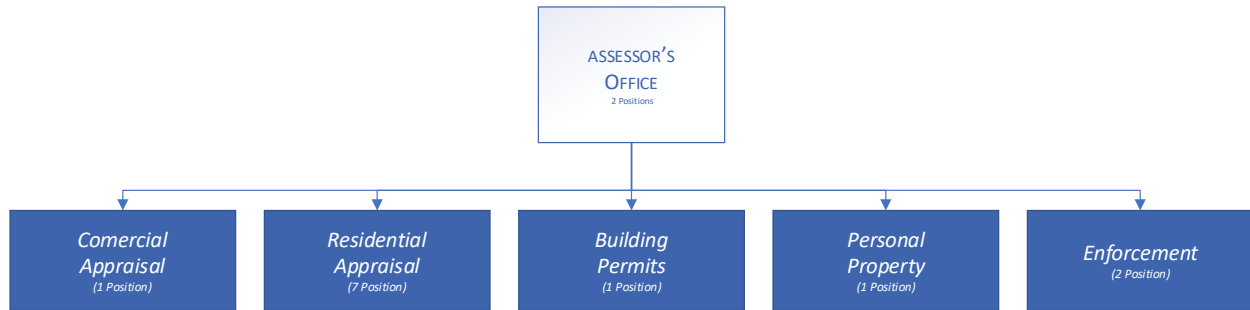 ASSESSOR'S
OFFICE
2 Positions
Comercial
Appraisal
(1 Position)
Residential
Appraisal
(7 Position)
Building
Permits
(1 Position)
Personal
Property
(1 Position)
Enforcement
(2 Position)